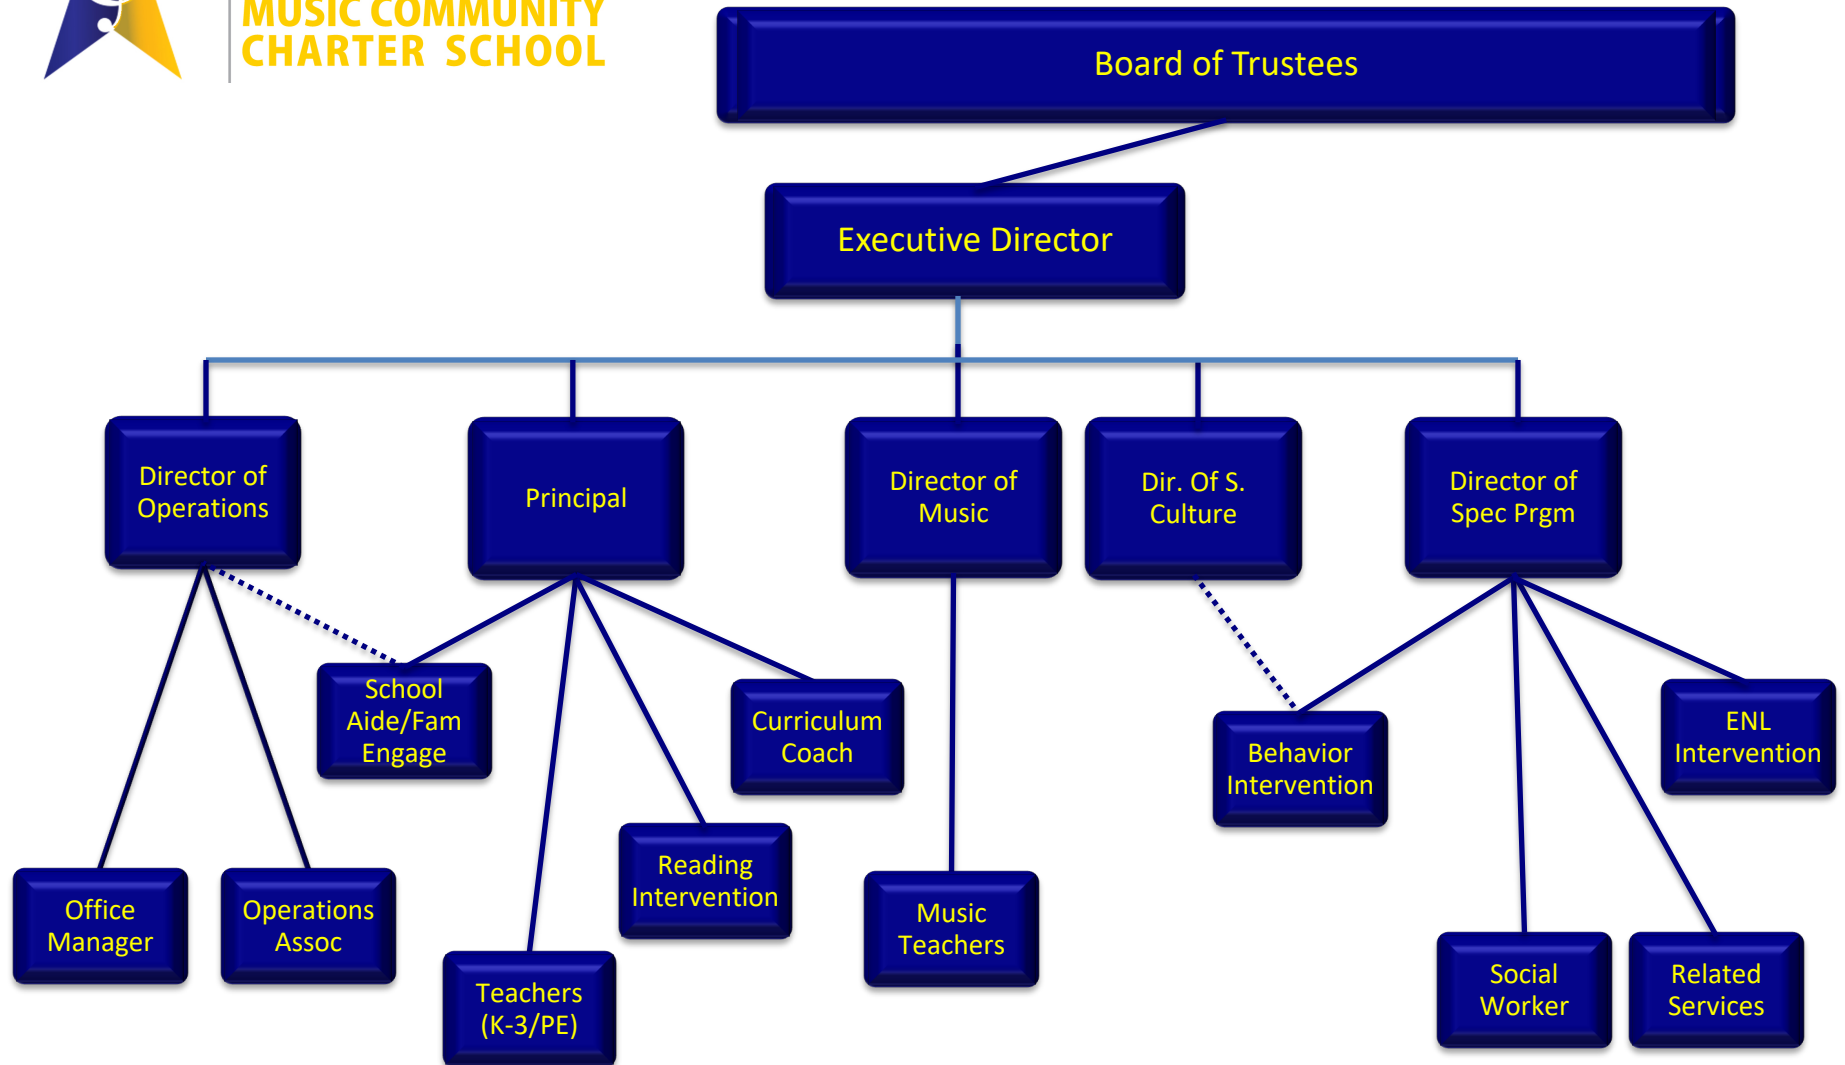 MUSIC COMMUNITY
CHARTER SCHOOL
Board of Trustees
Executive Director
Director of
Operations
Principal
Director of
Music
Dir. Of S.
Culture
Director of
Spec Prgm
School
Aide/Fam
Engage
Curriculum
Coach
Behavior
Intervention
ENL
Intervention
Reading
Intervention
Office
Manager
Operations
Assoc
Music
Teachers
Teachers
(K-3/PE)
Social
Worker
Related
Services